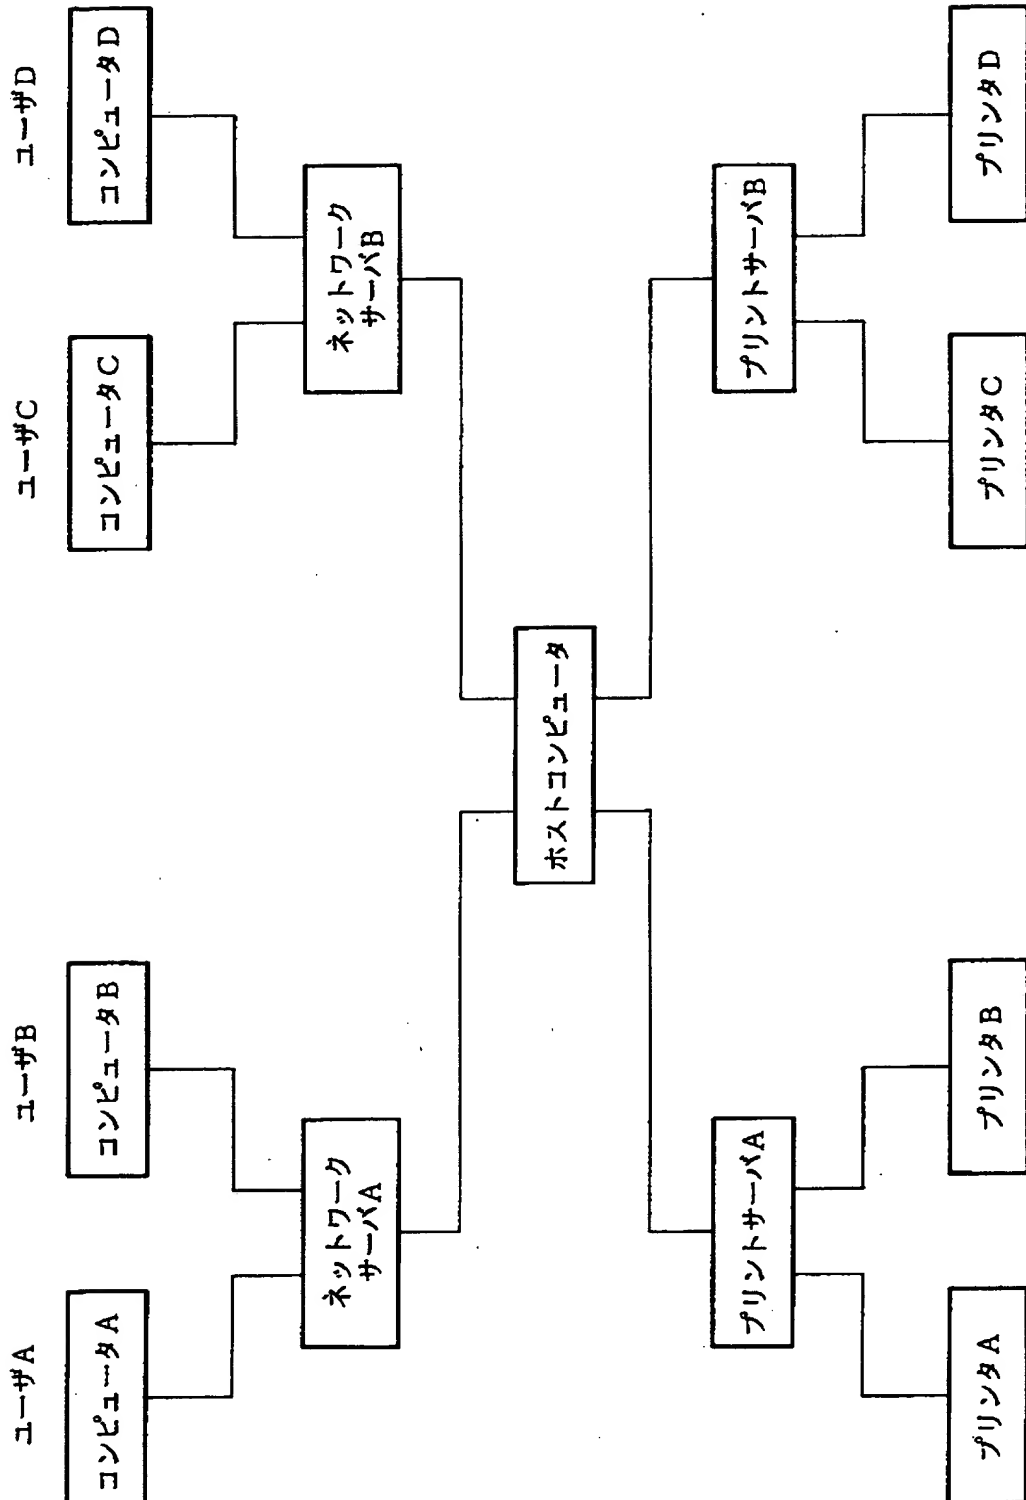 ユーザA
ユーザB
ユーザC
ユーザD
コンピュータA
コンピュータB
コンピュータC
コンピュータD
ネットワーク
サーバA
ネットワーク
サーバB
ホストコンピュータ
プリントサーバA
プリントサーバB
プリンタA
プリンタB
プリンタC
プリンタD